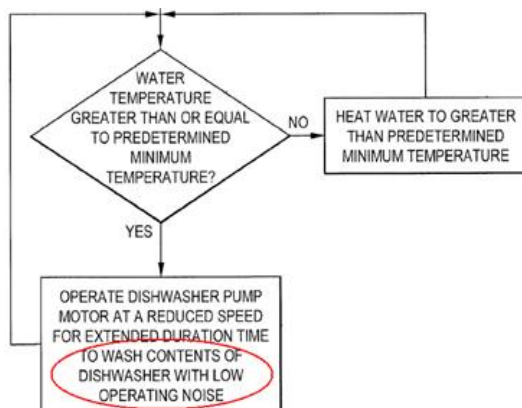 WATER
TEMPERATURE
GREATER THAN OR EQUAL
TO PREDETERMINED
MINIMUM
TEMPERATURE?
NO
HEAT WATER TO GREATER
THAN PREDETERMINED
MINIMUM TEMPERATURE
YES
OPERATE DISHWASHER PUMP
MOTOR AT A REDUCED SPEED
FOR EXTENDED DURATION TIME
TO WASH CONTENTS OF
DISHWASHER WITH LOW
OPERATING NOISE